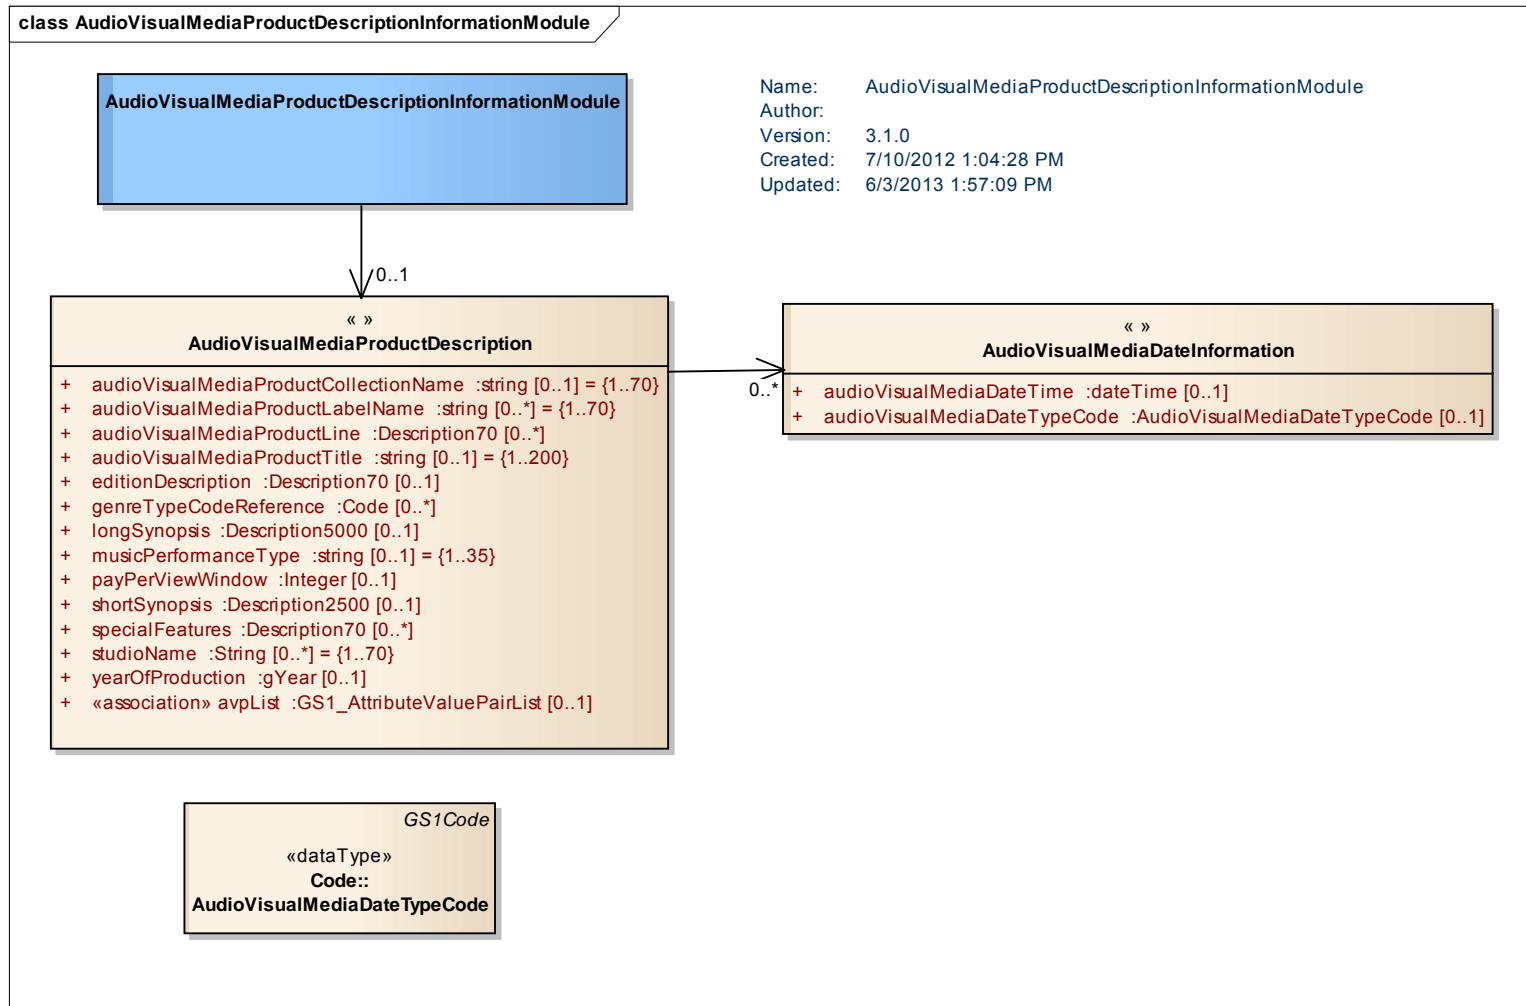 class AudioVisualMediaProductDescriptionInformationModule
AudioVisualMediaProductDescriptionInformationModule
Name: AudioVisualMediaProductDescriptionInformationModule
Author:
Version: 3.1.0
Created: 7/10/2012 1:04:28 PM
Updated: 6/3/2013 1:57:09 PM
0..1
« »
AudioVisualMediaProductDescription
+ audioVisualMediaProductCollectionName :string [0..1] = {1..70}
+ audioVisualMediaProductLabelName :string [0..*] = {1..70}
+ audioVisualMediaProductLine :Description70 [0..*]
+ audioVisualMediaProductTitle :string [0..1] = {1..200}
+ editionDescription :Description70 [0..1]
+ genreTypeCodeReference :Code [0..*]
+ longSynopsis :Description5000 [0..1]
+ musicPerformanceType :string [0..1] = {1..35}
+ payPerViewWindow :Integer [0..1]
+ shortSynopsis :Description2500 [0..1]
+ specialFeatures :Description70 [0..*]
+ studioName :String [0..*] = {1..70}
+ yearOfProduction :gYear [0..1]
+ «association» avpList :GS1_AttributeValuePairList [0..1]
0..*
« »
AudioVisualMediaDateInformation
+ audioVisualMediaDateTime :dateTime [0..1]
+ audioVisualMediaDateTypeCode :AudioVisualMediaDateTypeCode [0..1]
GS1Code
«dataType»
Code::
AudioVisualMediaDateTypeCode